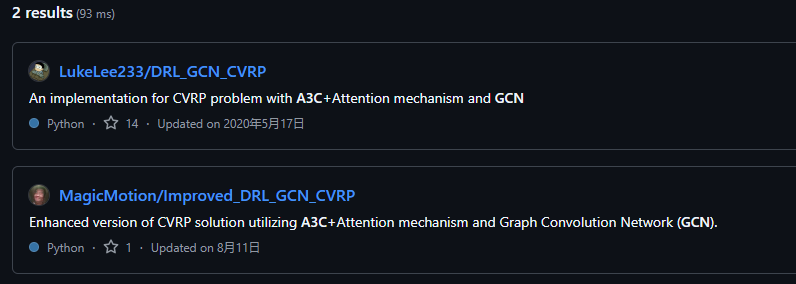 2 results (93 ms)
LukeLee233/DRL_GCN_CVRP
An implementation for CVRP problem with A3C+Attention mechanism and GCN
Python · 14 · Updated on 2020年5月17日
MagicMotion/Improved_DRL_GCN_CVRP
Enhanced version of CVRP solution utilizing A3C+Attention mechanism and Graph Convolution Network (GCN).
Python · 1 · Updated on 8月11日